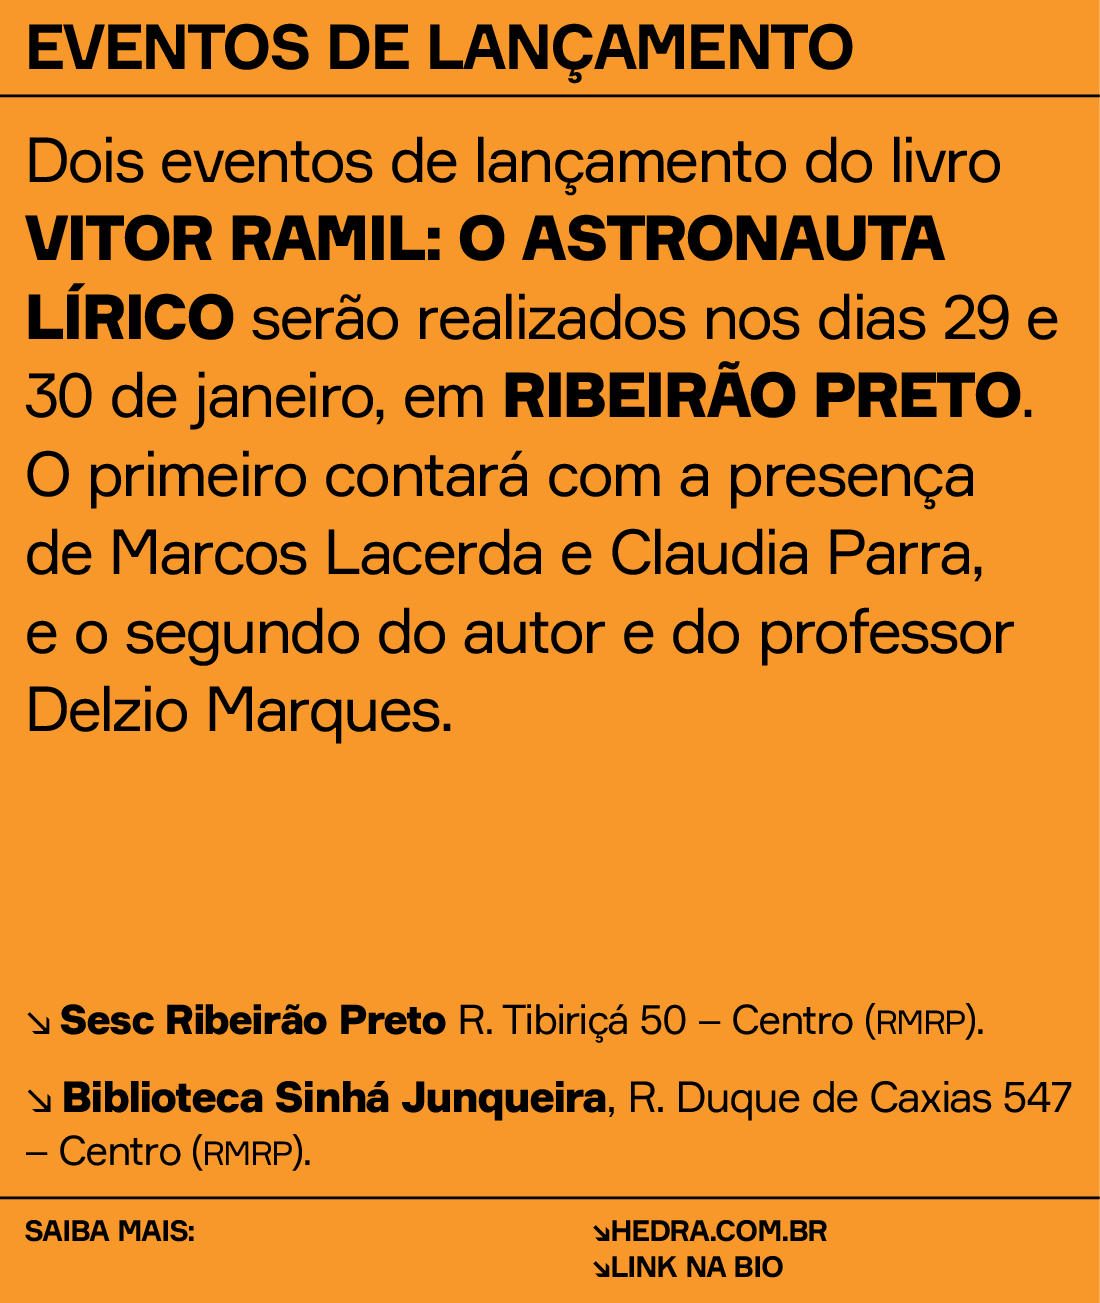 EVENTOS DE LANÇAMENTO
Dois eventos de lançamento do livro
VITOR RAMIL: O ASTRONAUTA
LÍRICO serão realizados nos dias 29 e
30 de janeiro, em RIBEIRÃO PRETO.
O primeiro contará com a presença
de Marcos Lacerda e Claudia Parra,
e o segundo do autor e do professor
Delzio Marques.
↘ Sesc Ribeirão Preto R. Tibiriçá 50 – Centro (RMRP).
↘ Biblioteca Sinhá Junqueira, R. Duque de Caxias 547
– Centro (RMRP).
SAIBA MAIS:
↘HEDRA.COM.BR
↘LINK NA BIO